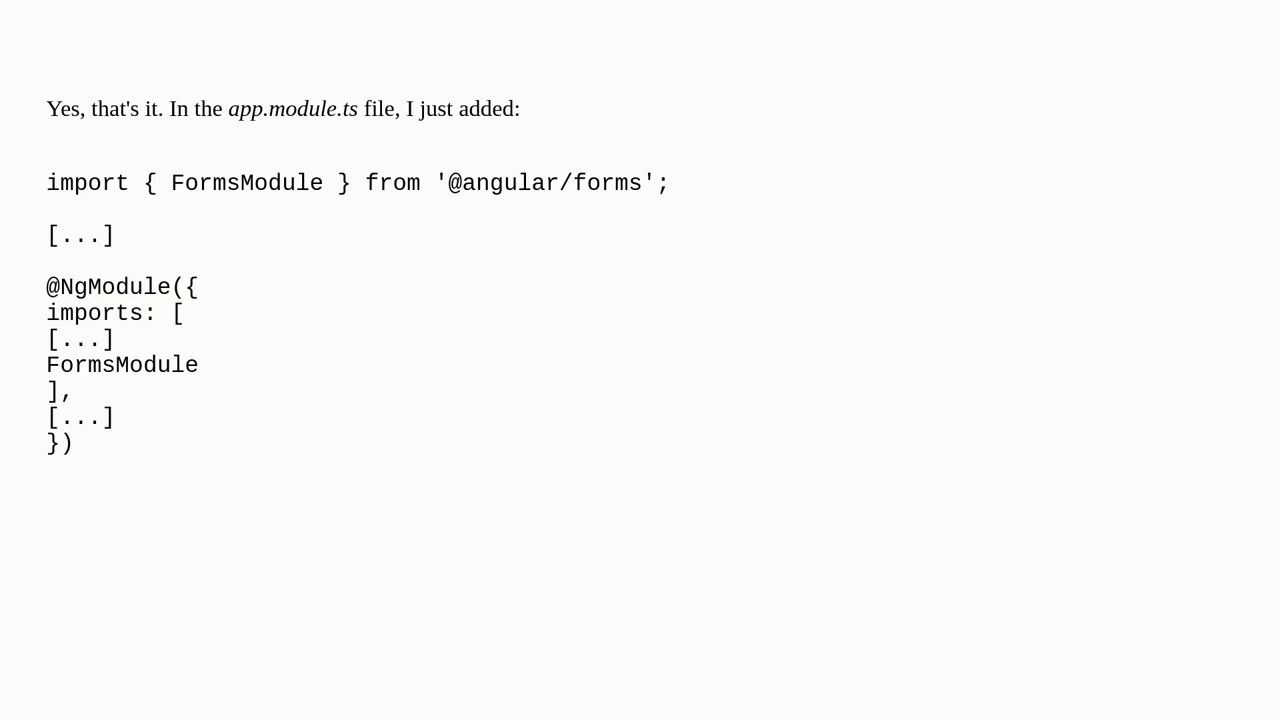 Yes, that's it. In the app.module.ts file, I just added:
import { FormsModule } from '@angular/forms';
[...]
@NgModule({
imports: [
[...]
FormsModule
],
[...]
})